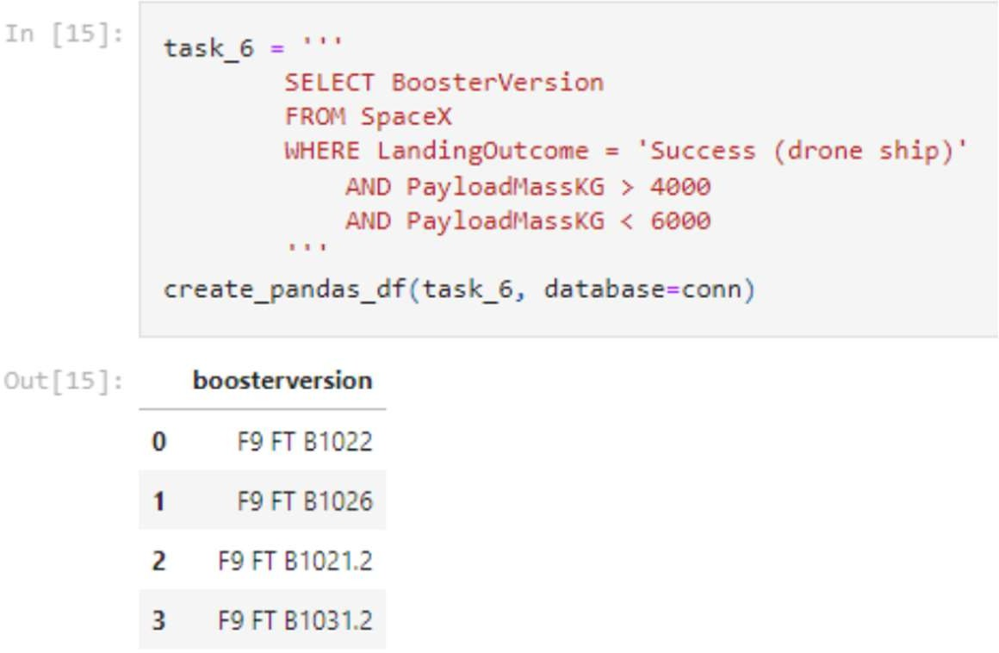 In [15]:
task_6 = '''
SELECT BoosterVersion
FROM SpaceX
WHERE LandingOutcome = 'Success (drone ship)'
AND PayloadMassKG > 4000
AND PayloadMassKG < 6000
'''
create_pandas_df(task_6, database=conn)
Out[15]:
boosterversion
0 F9 FT B1022
1 F9 FT B1026
2 F9 FT B1021.2
3 F9 FT B1031.2